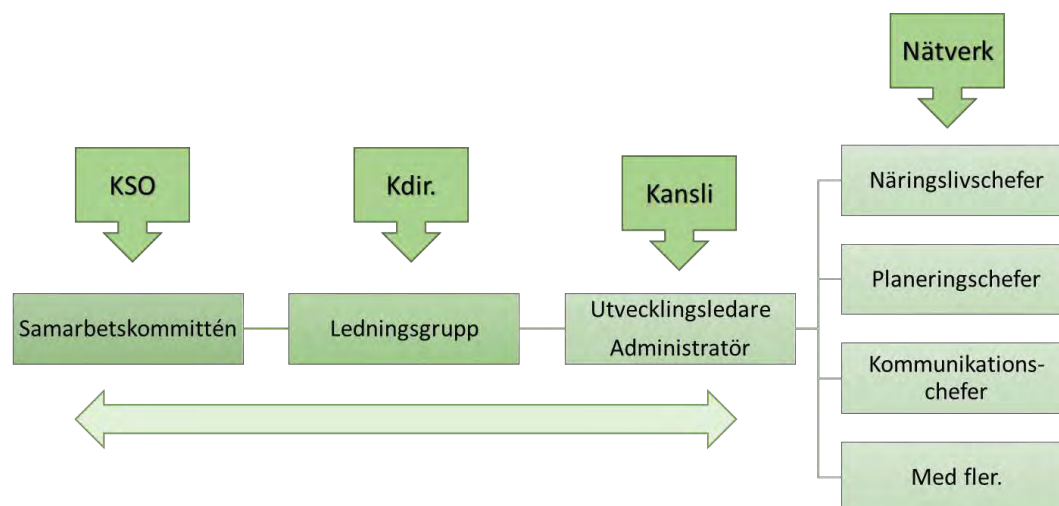 Nätverk
KSO
Kdir.
Kansli
Samarbetskommittén
Ledningsgrupp
Utvecklingsledare
Administratör
Näringslivschefer
Planeringschefer
Kommunikations-
chefer
Med fler.